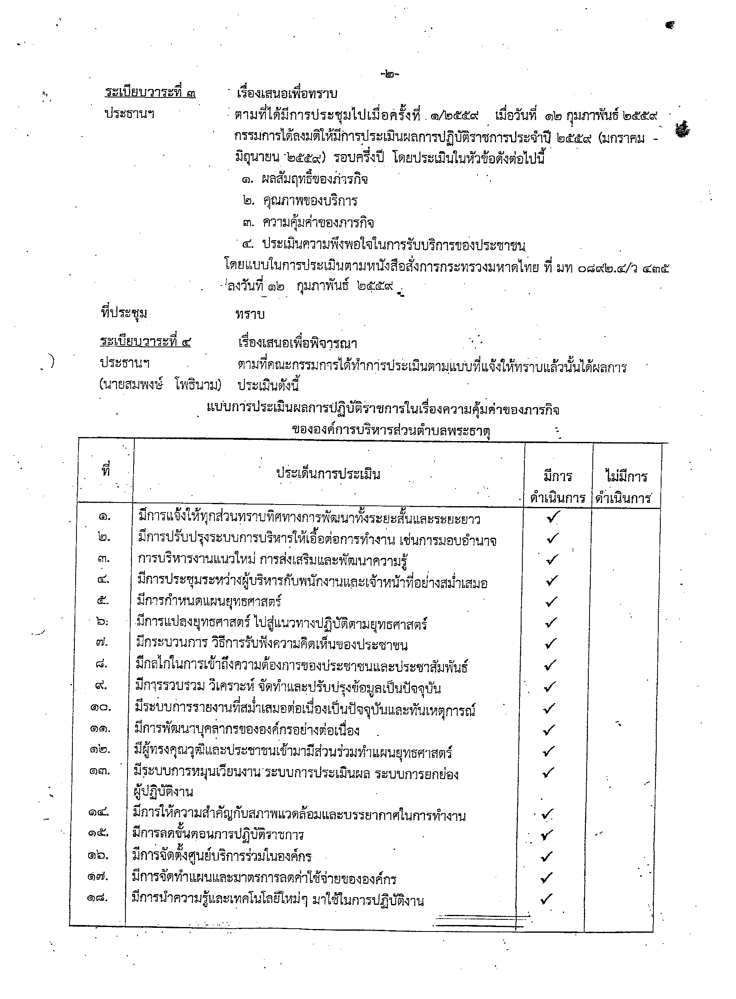 -๒-
ระเบียบวาระที่ ๓ เรื่องเสนอเพื่อทราบ
ประธานฯ ตามที่ได้มีการประชุมไปเมื่อครั้งที่ ๑/๒๕๕๙ เมื่อวันที่ ๑๒ กุมภาพันธ์ ๒๕๕๙
กรรมการได้ลงมติให้มีการประเมินผลการปฏิบัติราชการประจำปี ๒๕๕๙ (มกราคม -
มิถุนายน ๒๕๕๙) รอบครึ่งปี โดยประเมินในหัวข้อดังต่อไปนี้
๑. ผลสัมฤทธิ์ของภารกิจ
๒. คุณภาพของบริการ
๓. ความคุ้มค่าของภารกิจ
๔. ประเมินความพึงพอใจในการรับบริการของประชาชน
โดยแบบในการประเมินตามหนังสือสั่งการกระทรวงมหาดไทย ที่ มท ๐๘๙๒.๔/ว ๔๓๕
ลงวันที่ ๑๒ กุมภาพันธ์ ๒๕๕๙
ที่ประชุม ทราบ
ระเบียบวาระที่ ๔ เรื่องเสนอเพื่อพิจารณา
ประธานฯ ตามที่คณะกรรมการได้ทำการประเมินตามแบบที่แจ้งให้ทราบแล้วนั้นได้ผลการ
(นายสมพงษ์ โพธินาม) ประเมินดังนี้
แบบการประเมินผลการปฏิบัติราชการในเรื่องความคุ้มค่าของภารกิจ
ขององค์การบริหารส่วนตำบลพระธาตุ
ที่ ประเด็นการประเมิน มีการ ไม่มีการ
ดำเนินการ ดำเนินการ
๑. มีการแจ้งให้ทุกส่วนทราบทิศทางการพัฒนาทั้งระยะสั้นและระยะยาว ✓
๒. มีการปรับปรุงระบบการบริหารให้เอื้อต่อการทำงาน เช่นการมอบอำนาจ ✓
๓. การบริหารงานแนวใหม่ การส่งเสริมและพัฒนาความรู้ ✓
๔. มีการประชุมระหว่างผู้บริหารกับพนักงานและเจ้าหน้าที่อย่างสม่ำเสมอ ✓
๕. มีการกำหนดแผนยุทธศาสตร์ ✓
๖. มีการแปลงยุทธศาสตร์ ไปสู่แนวทางปฏิบัติตามยุทธศาสตร์ ✓
๗. มีกระบวนการ วิธีการรับฟังความคิดเห็นของประชาชน ✓
๘. มีกลไกในการเข้าถึงความต้องการของประชาชนและประชาสัมพันธ์ ✓
๙. มีการรวบรวม วิเคราะห์ จัดทำและปรับปรุงข้อมูลเป็นปัจจุบัน ✓
๑๐. มีระบบการรายงานที่สม่ำเสมอต่อเนื่องเป็นปัจจุบันและทันเหตุการณ์ ✓
๑๑. มีการพัฒนาบุคลากรขององค์กรอย่างต่อเนื่อง ✓
๑๒. มีผู้ทรงคุณวุฒิและประชาชนเข้ามามีส่วนร่วมทำแผนยุทธศาสตร์ ✓
๑๓. มีระบบการหมุนเวียนงาน ระบบการประเมินผล ระบบการยกย่อง ✓
ผู้ปฏิบัติงาน
๑๔. มีการให้ความสำคัญกับสภาพแวดล้อมและบรรยากาศในการทำงาน ✓
๑๕. มีการลดขั้นตอนการปฏิบัติราชการ ✓
๑๖. มีการจัดตั้งศูนย์บริการร่วมในองค์กร ✓
๑๗. มีการจัดทำแผนและมาตรการลดค่าใช้จ่ายขององค์กร ✓
๑๘. มีการนำความรู้และเทคโนโลยีใหม่ๆ มาใช้ในการปฏิบัติงาน ✓